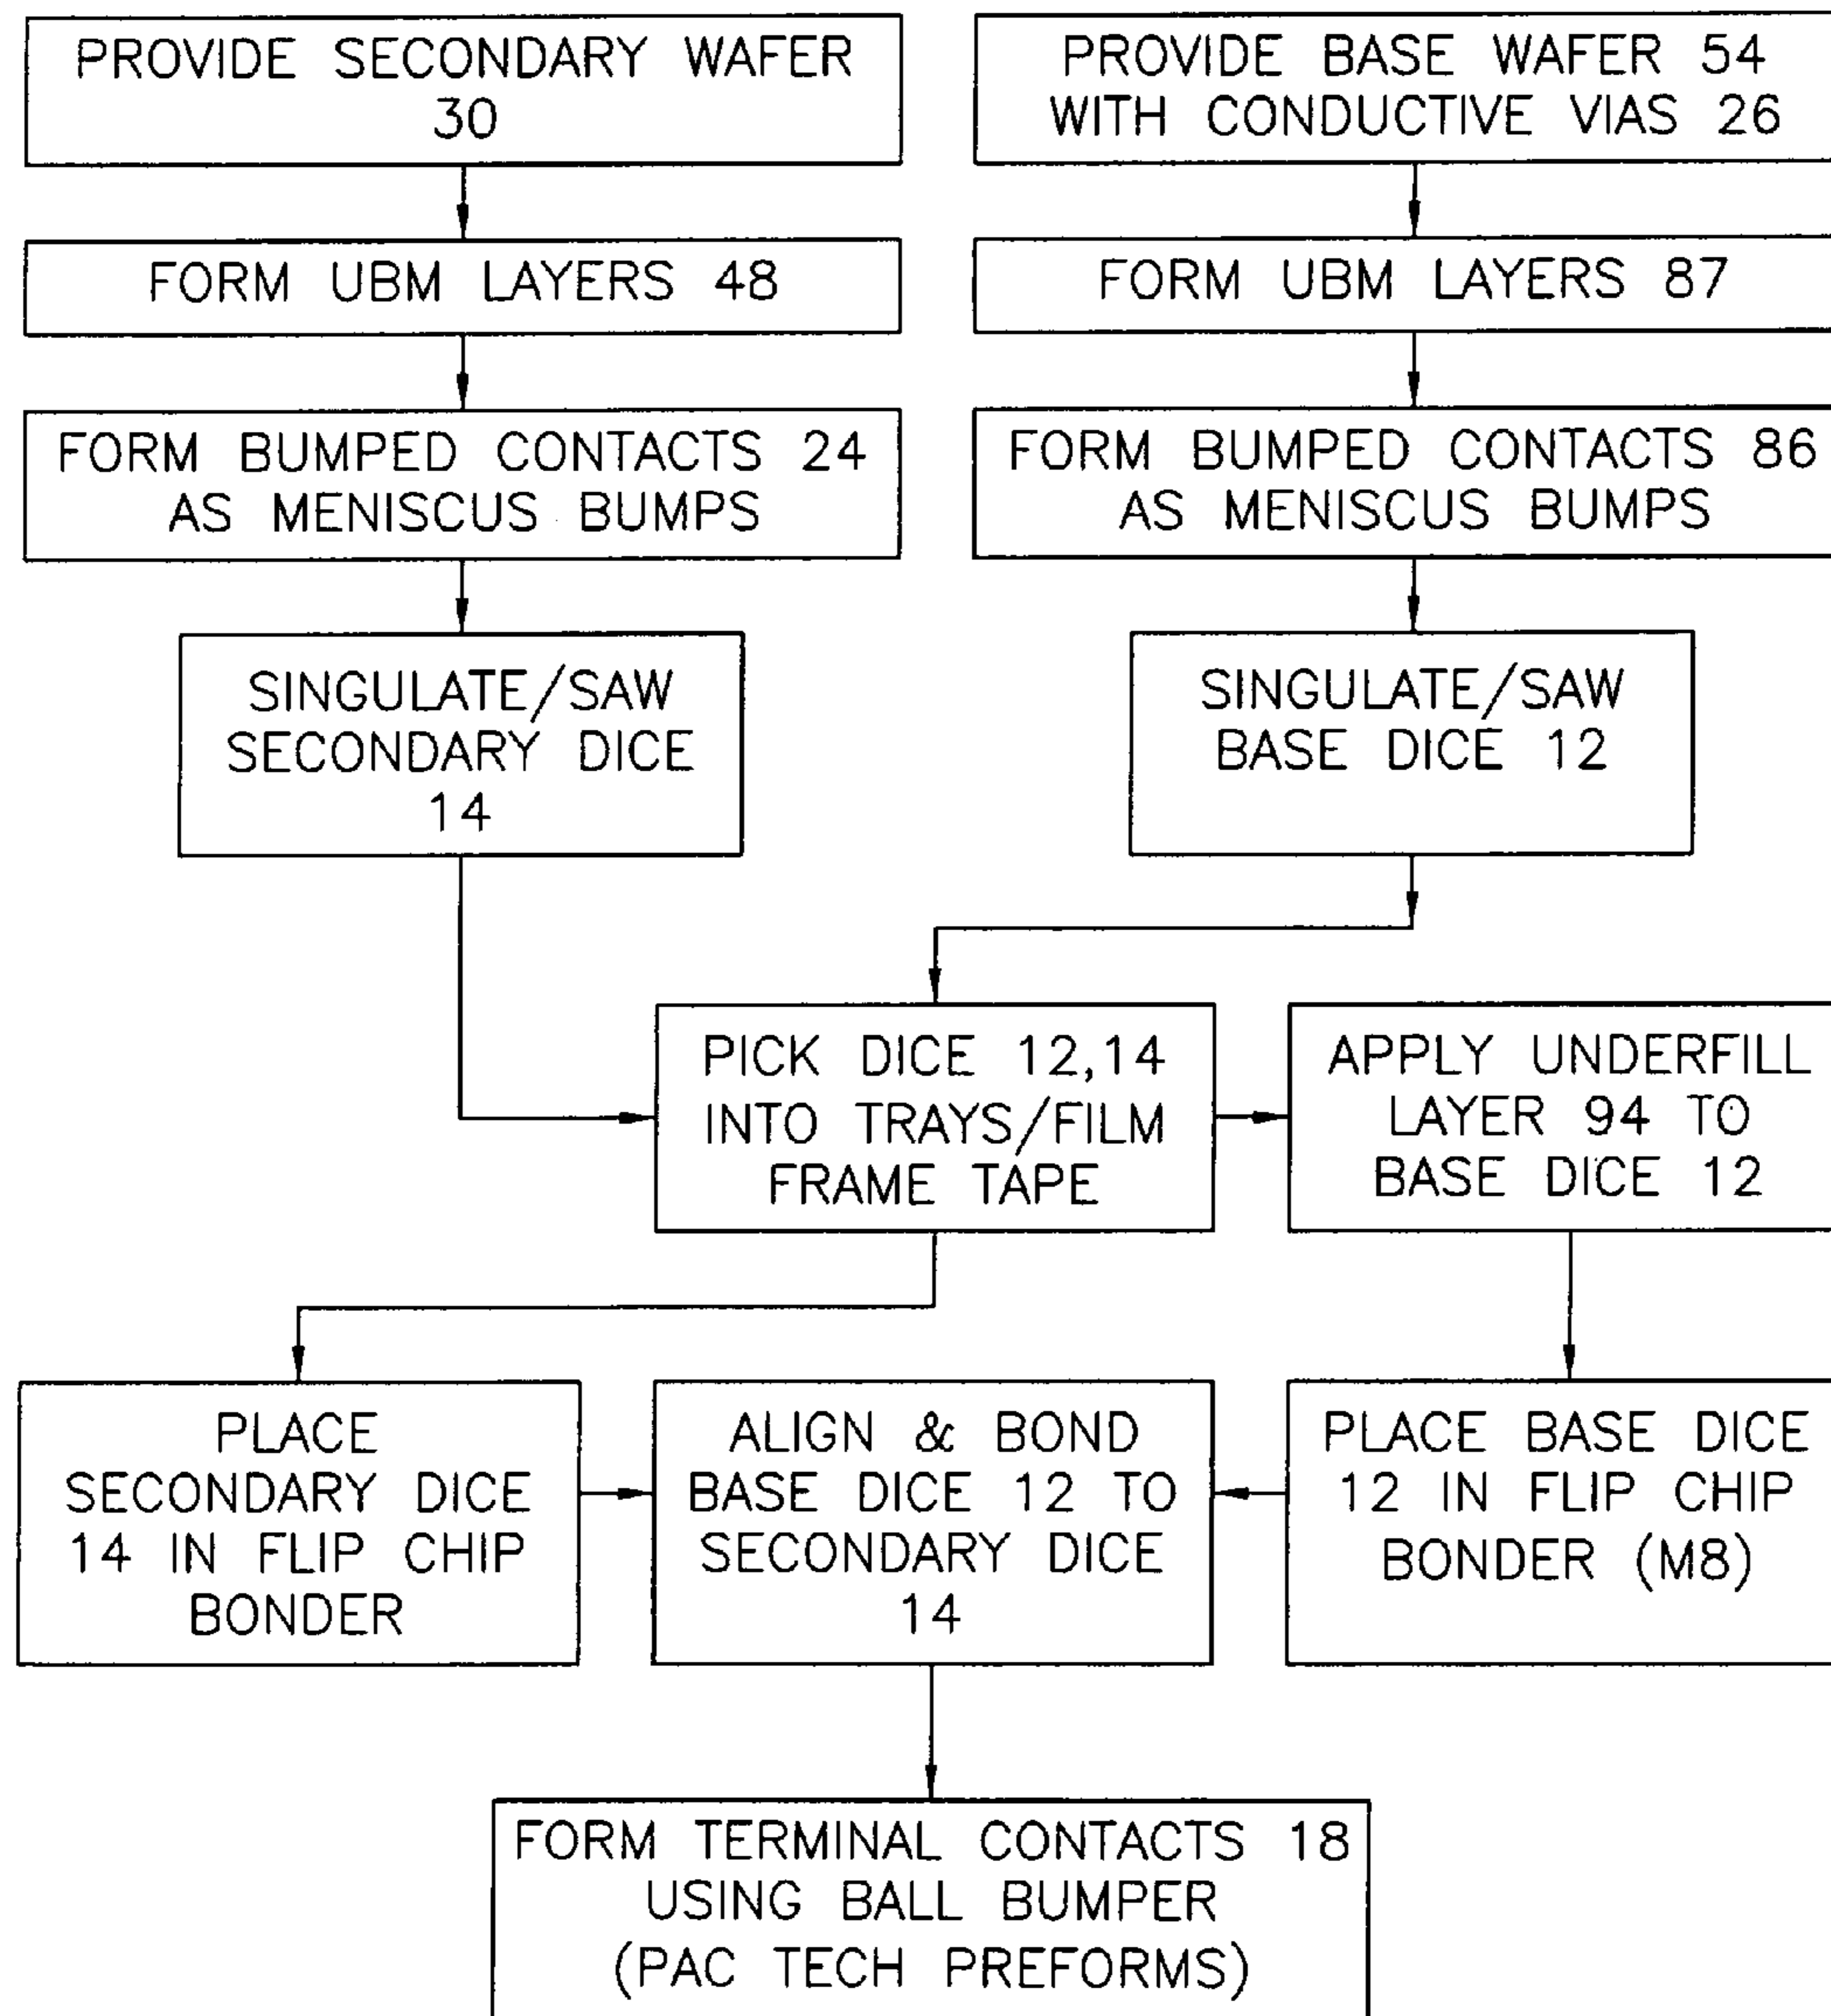 PROVIDE SECONDARY WAFER
30
PROVIDE BASE WAFER 54
WITH CONDUCTIVE VIAS 26
FORM UBM LAYERS 48
FORM UBM LAYERS 87
FORM BUMPED CONTACTS 24
AS MENISCUS BUMPS
FORM BUMPED CONTACTS 86
AS MENISCUS BUMPS
SINGULATE/SAW
SECONDARY DICE
14
SINGULATE/SAW
BASE DICE 12
PICK DICE 12,14
INTO TRAYS/FILM
FRAME TAPE
APPLY UNDERFILL
LAYER 94 TO
BASE DICE 12
PLACE
SECONDARY DICE
14 IN FLIP CHIP
BONDER
ALIGN & BOND
BASE DICE 12 TO
SECONDARY DICE
14
PLACE BASE DICE
12 IN FLIP CHIP
BONDER (M8)
FORM TERMINAL CONTACTS 18
USING BALL BUMPER
(PAC TECH PREFORMS)